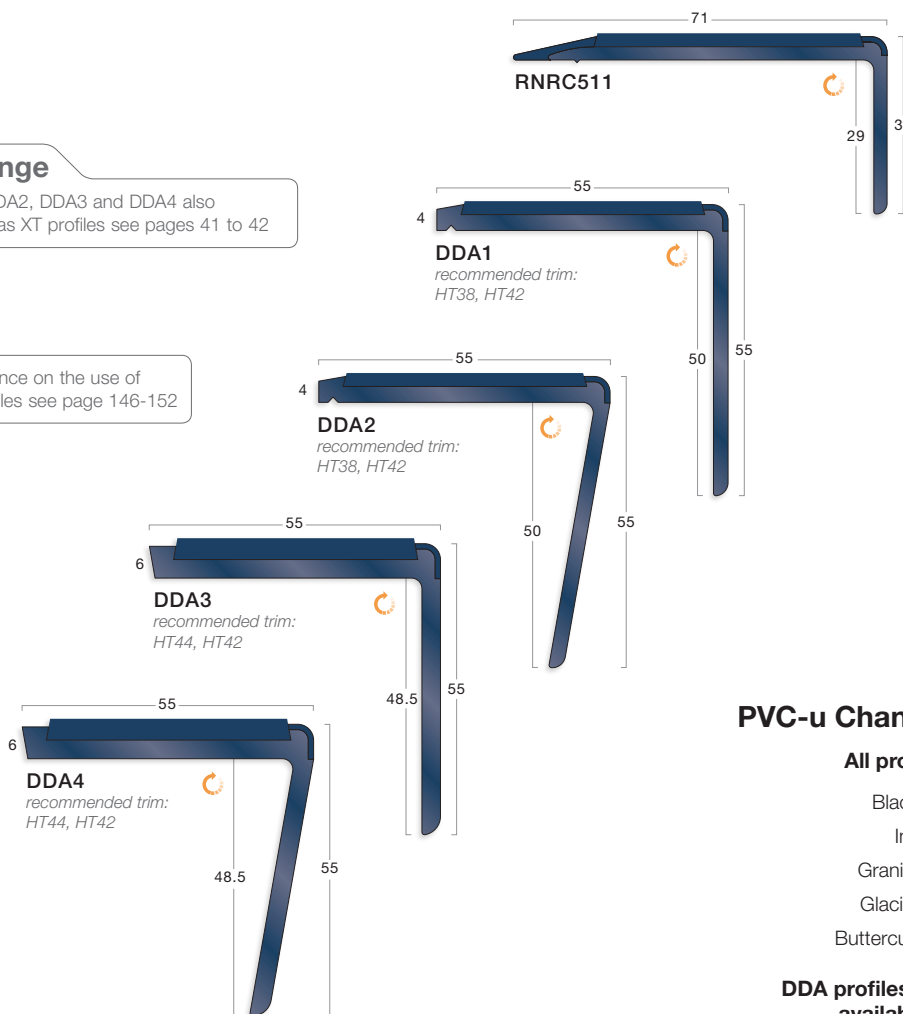 71
RNRC511
29
3
nge
DA2, DDA3 and DDA4 also
as XT profiles see pages 41 to 42
55
4
DDA1
recommended trim:
HT38, HT42
50
55
nce on the use of
les see page 146-152
55
4
DDA2
recommended trim:
HT38, HT42
50
55
55
6
DDA3
recommended trim:
HT44, HT42
48.5
55
55
6
DDA4
recommended trim:
HT44, HT42
48.5
55
PVC-u Chan
All pro
Blac
In
Grani
Glaci
Buttercu
DDA profiles
availab